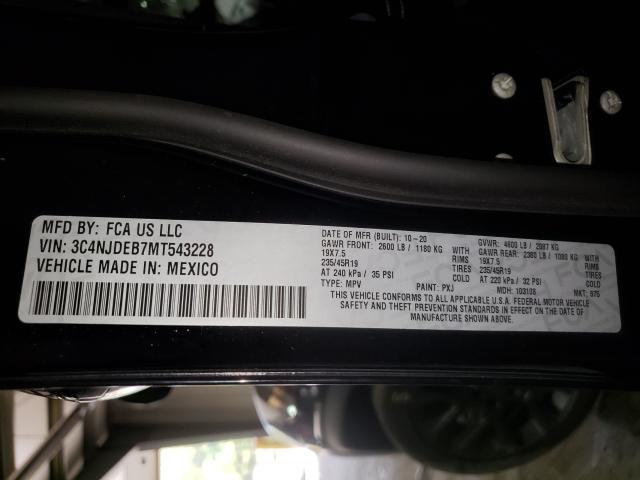 MFD BY: FCA US LLC
VIN: 3C4NJDEB7MT543228
VEHICLE MADE IN: MEXICO
DATE OF MFR (BUILT): 10-20 GVWR: 4600 LB / 2087 KG
GAWR FRONT: 2600 LB / 1180 KG GAWR REAR: 2380 LB / 1080 KG
19X7.5 RIMS 19X7.5 RIMS
235/45R19 TIRES 235/45R19 TIRES
AT 240 kPa / 35 PSI COLD AT 220 kPa / 32 PSI COLD
TYPE: MPV PAINT: PXJ MDH: 103108 MKT: 975
THIS VEHICLE CONFORMS TO ALL APPLICABLE U.S.A. FEDERAL MOTOR VEHICLE
SAFETY AND THEFT PREVENTION STANDARDS IN EFFECT ON THE DATE OF
MANUFACTURE SHOWN ABOVE.